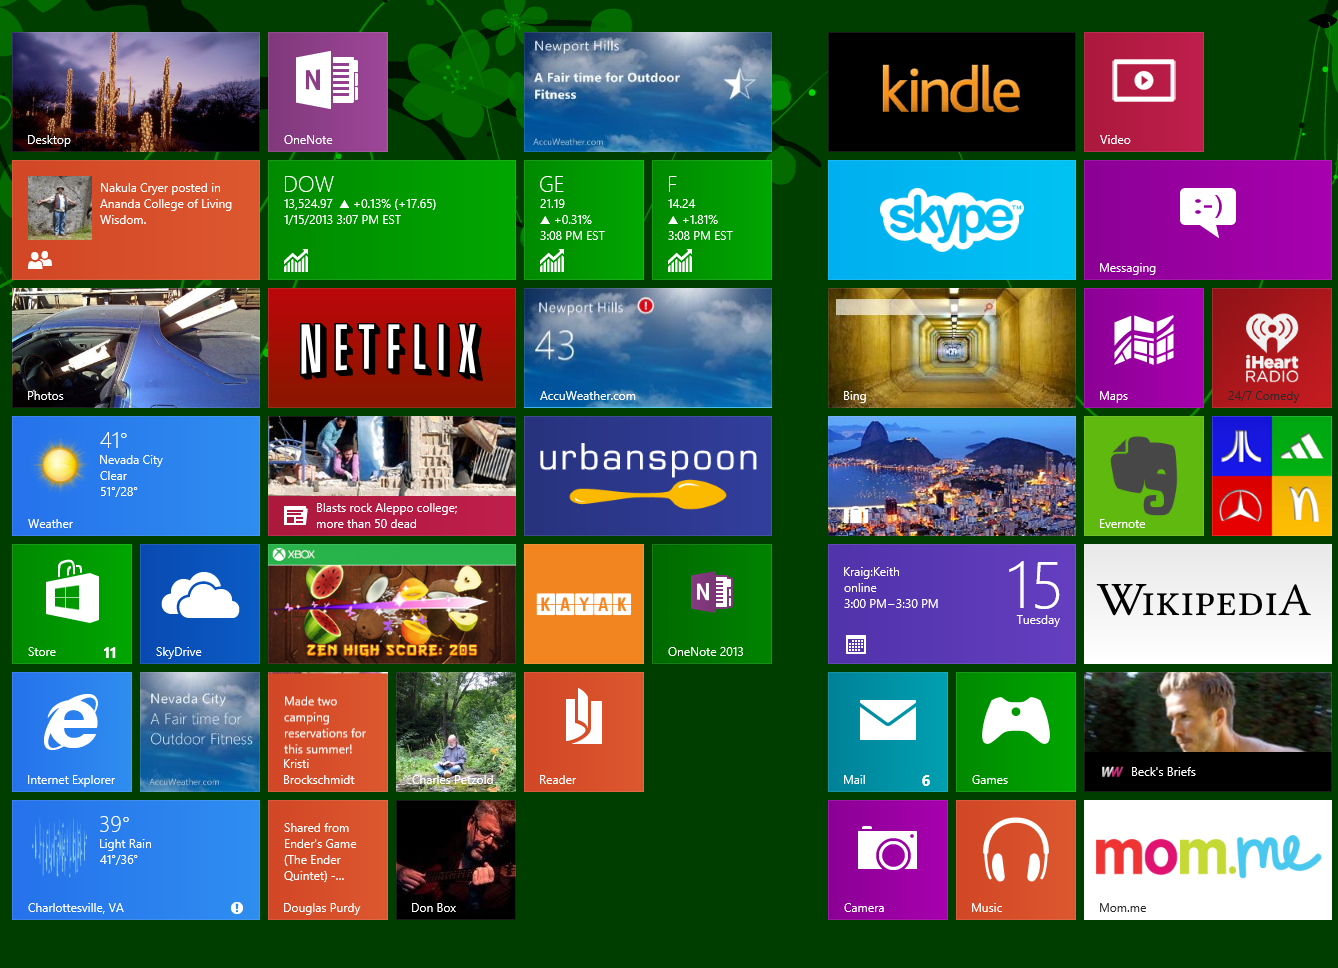 Desktop
N
OneNote
Newport Hills
A Fair time for Outdoor
Fitness
AccuWeather.com
kindle
Video
Nakula Cryer posted in
Ananda College of Living
Wisdom.
DOW
13,524.97 ▲ +0.13% (+17.65)
1/15/2013 3:07 PM EST
GE
21.19
▲ +0.31%
3:08 PM EST
F
14.24
▲ +1.81%
3:08 PM EST
skype™
:-)
Messaging
Photos
NETFLIX
Newport Hills
43
AccuWeather.com
Bing
Maps
iHeart
RADIO
24/7 Comedy
41°
Nevada City
Clear
51°/28°
Weather
Blasts rock Aleppo college;
more than 50 dead
urbanspoon
Evernote
n
Store
11
SkyDrive
XBOX
ZEN HIGH SCORE: 205
KAYAK
N
OneNote 2013
Kraig:Keith
online
3:00 PM–3:30 PM
15
Tuesday
WIKIPEDIA
Internet Explorer
Nevada City
A Fair time for
Outdoor Fitness
AccuWeather.com
Made two
camping
reservations for
this summer!
Kristi
Brockschmidt
Charles Petzold
Reader
Mail
6
Games
W
Beck's Briefs
39°
Light Rain
41°/36°
Charlottesville, VA
Shared from
Ender's Game
(The Ender
Quintet) -...
Douglas Purdy
Don Box
Camera
Music
mom.me
Mom.me